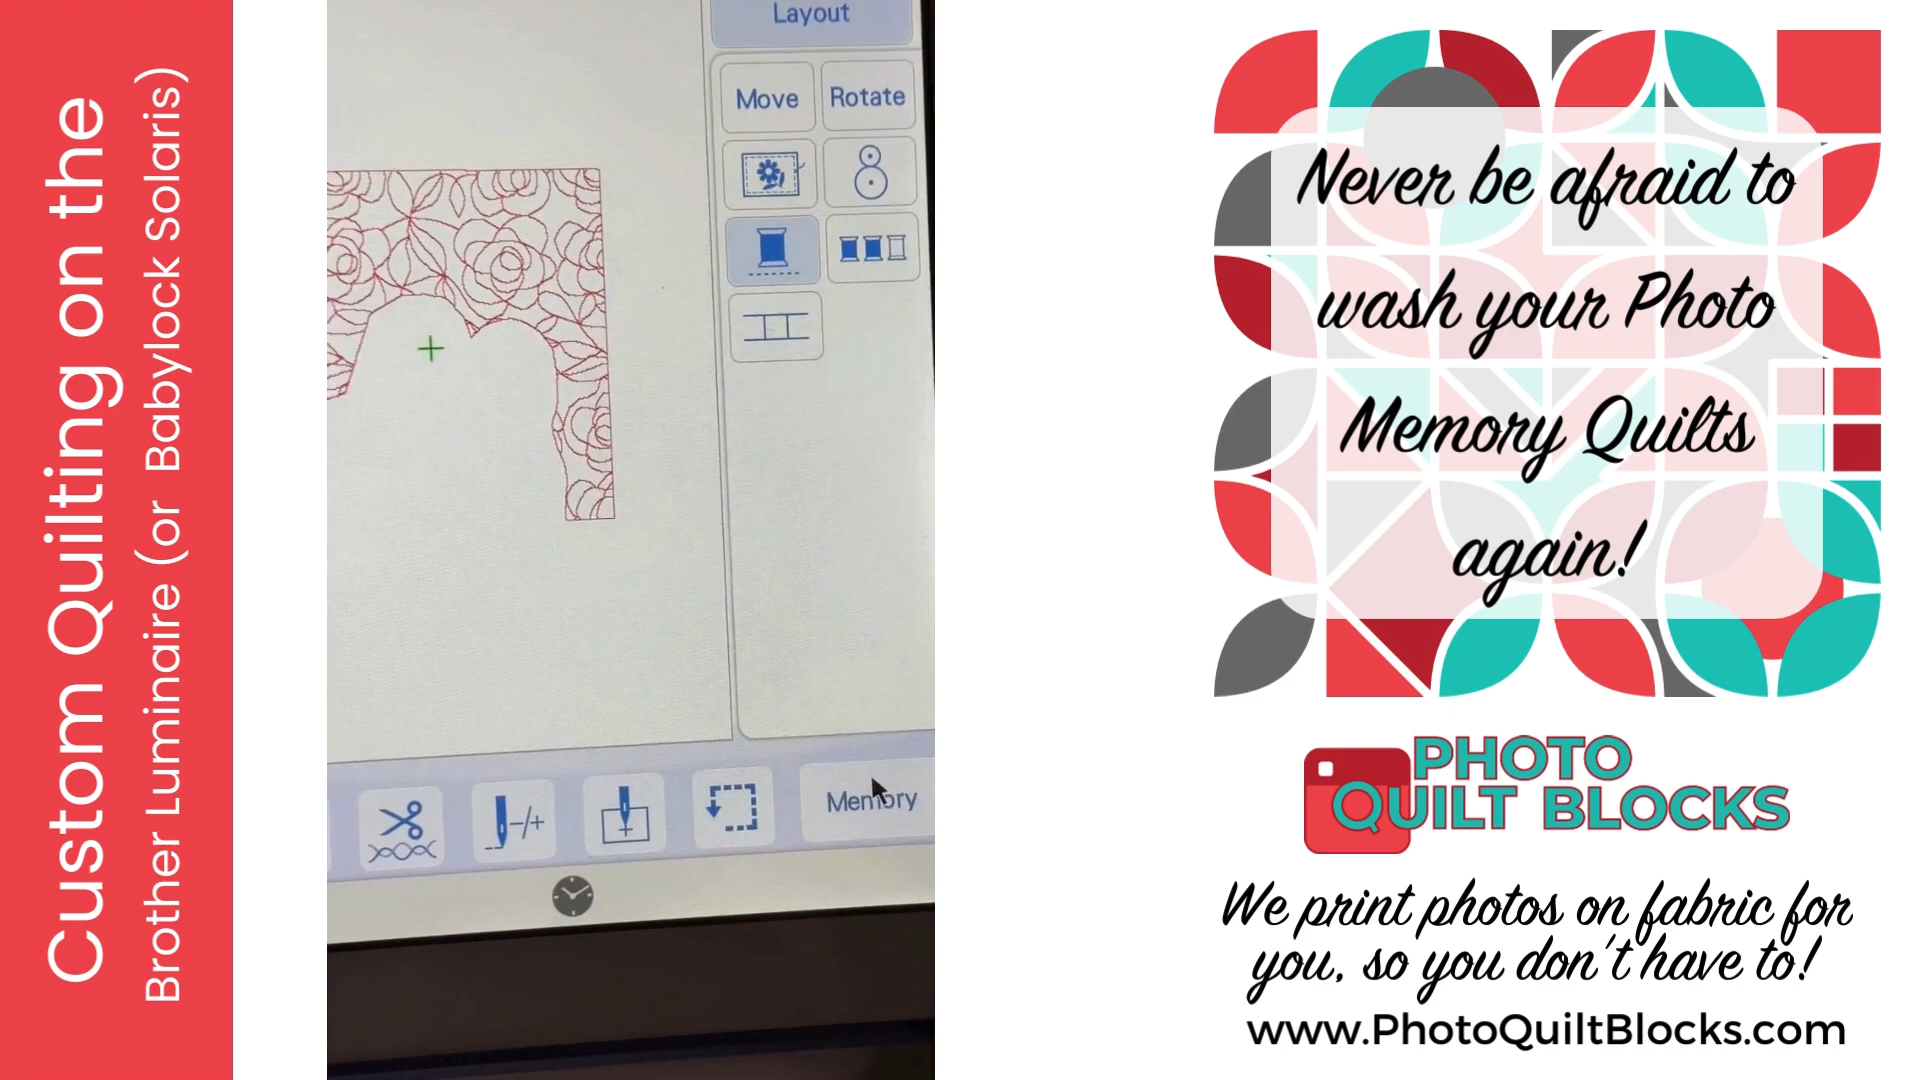 Custom Quilting on the
Brother Luminaire (or Babylock Solaris)
Layout
Move
Rotate
-/+
Memory
Never be afraid to
wash your Photo
Memory Quilts
again!
PHOTO
QUILT BLOCKS
We print photos on fabric for
you, so you don't have to!
www.PhotoQuiltBlocks.com